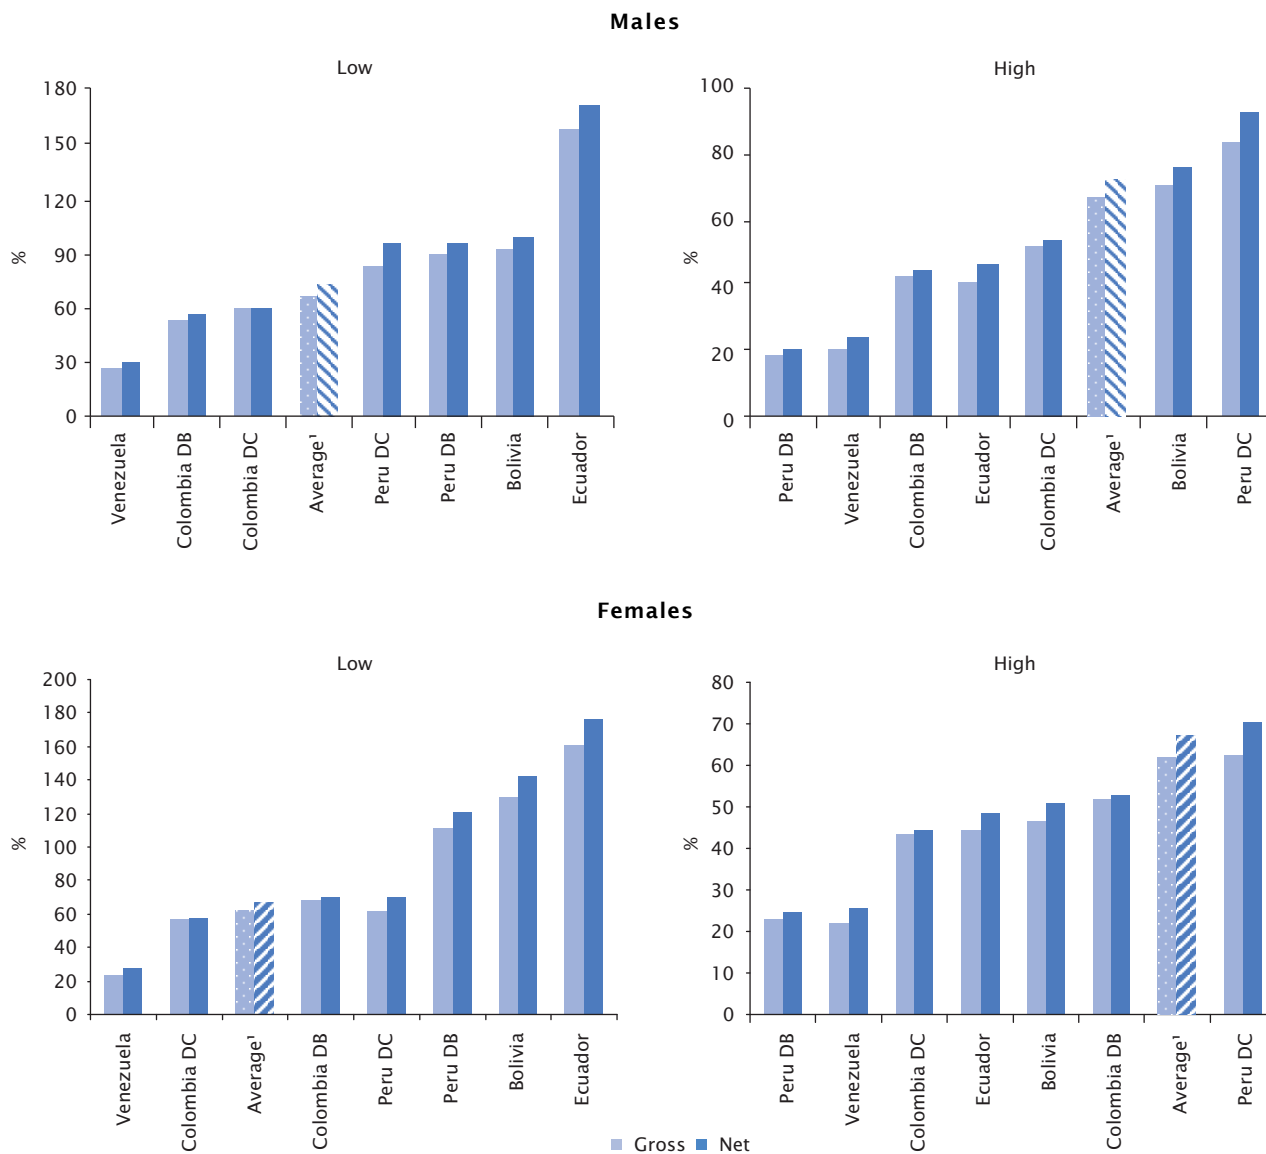 Males
Low
High
180
150
120
90
60
30
0
%
Venezuela
Colombia DB
Colombia DC
Average¹
Peru DC
Peru DB
Bolivia
Ecuador
100
80
60
40
20
0
%
Peru DB
Venezuela
Colombia DB
Ecuador
Colombia DC
Average¹
Bolivia
Peru DC
Females
Low
High
200
180
160
140
120
100
80
60
40
20
0
%
Venezuela
Colombia DC
Average¹
Colombia DB
Peru DC
Peru DB
Bolivia
Ecuador
80
70
60
50
40
30
20
10
0
%
Peru DB
Venezuela
Colombia DC
Ecuador
Bolivia
Colombia DB
Average¹
Peru DC
Gross Net